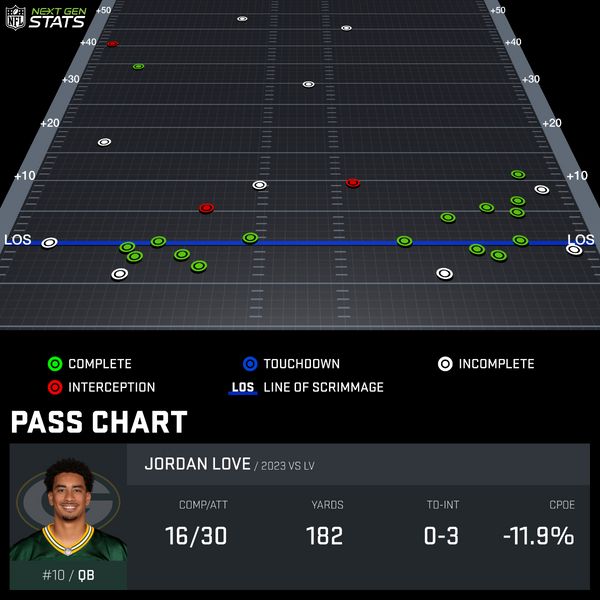 NFL NEXT GEN STATS
+50 +50
+40 +40
+30 +30
+20 +20
+10 +10
LOS LOS
COMPLETE TOUCHDOWN INCOMPLETE
INTERCEPTION LOS LINE OF SCRIMMAGE
PASS CHART
JORDAN LOVE / 2023 VS LV
COMP/ATT YARDS TD-INT CPOE
16/30 182 0-3 -11.9%
#10 / QB